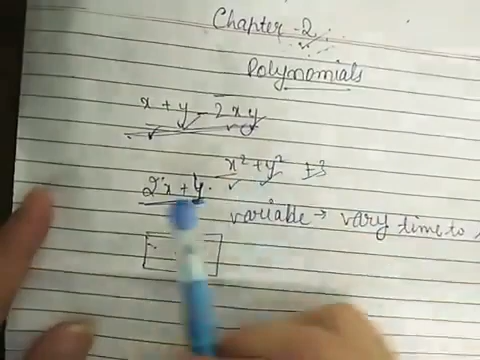 Chapter - 2
Polynomials
x + y - 2xy
x² + y² + 3
2x + y
variable → vary time to